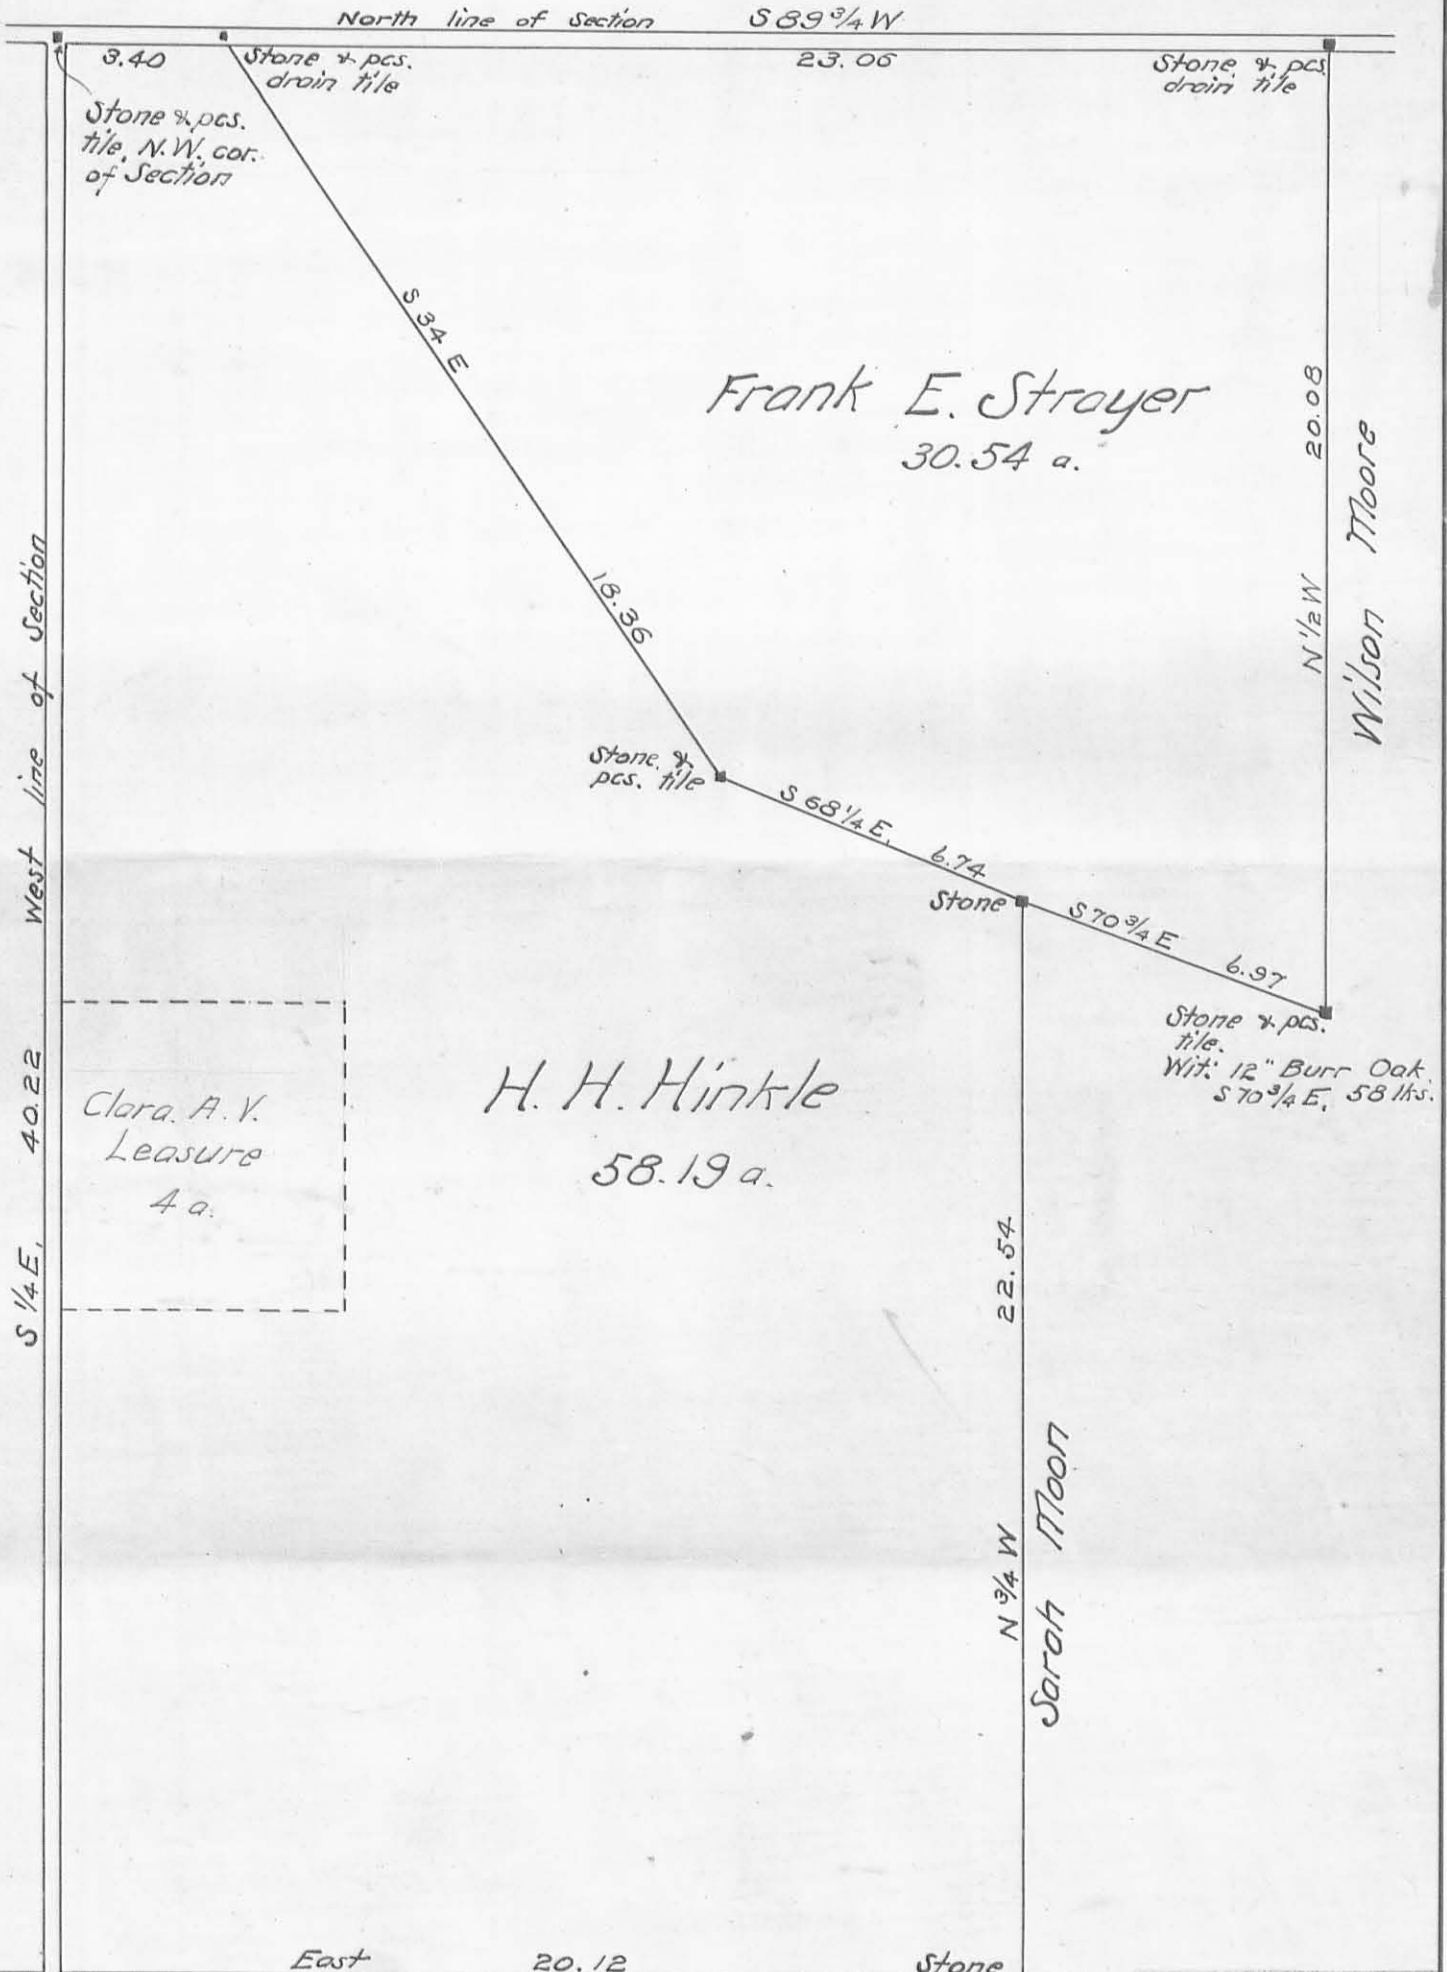 North line of Section S 89 3/4 W
3.40
Stone & pcs.
drain tile
23.06
Stone & pcs.
drain tile
Stone & pcs.
tile, N.W. cor.
of Section
S 34 E
18.36
Frank E. Strayer
30.54 a.
N 1/2 W 20.08
Wilson Moore
S 1/4 E, 40.22 West line of Section
Stone &
pcs. tile
S 68 1/4 E, 6.74
Stone
S 70 3/4 E 6.97
Stone & pcs.
tile.
Wit: 12" Burr Oak
S 70 3/4 E, 58 lks.
Clara. A. V.
Leasure
4 a.
H. H. Hinkle
58.19 a.
N 3/4 W 22.54
Sarah Moon
East 20.12 Stone